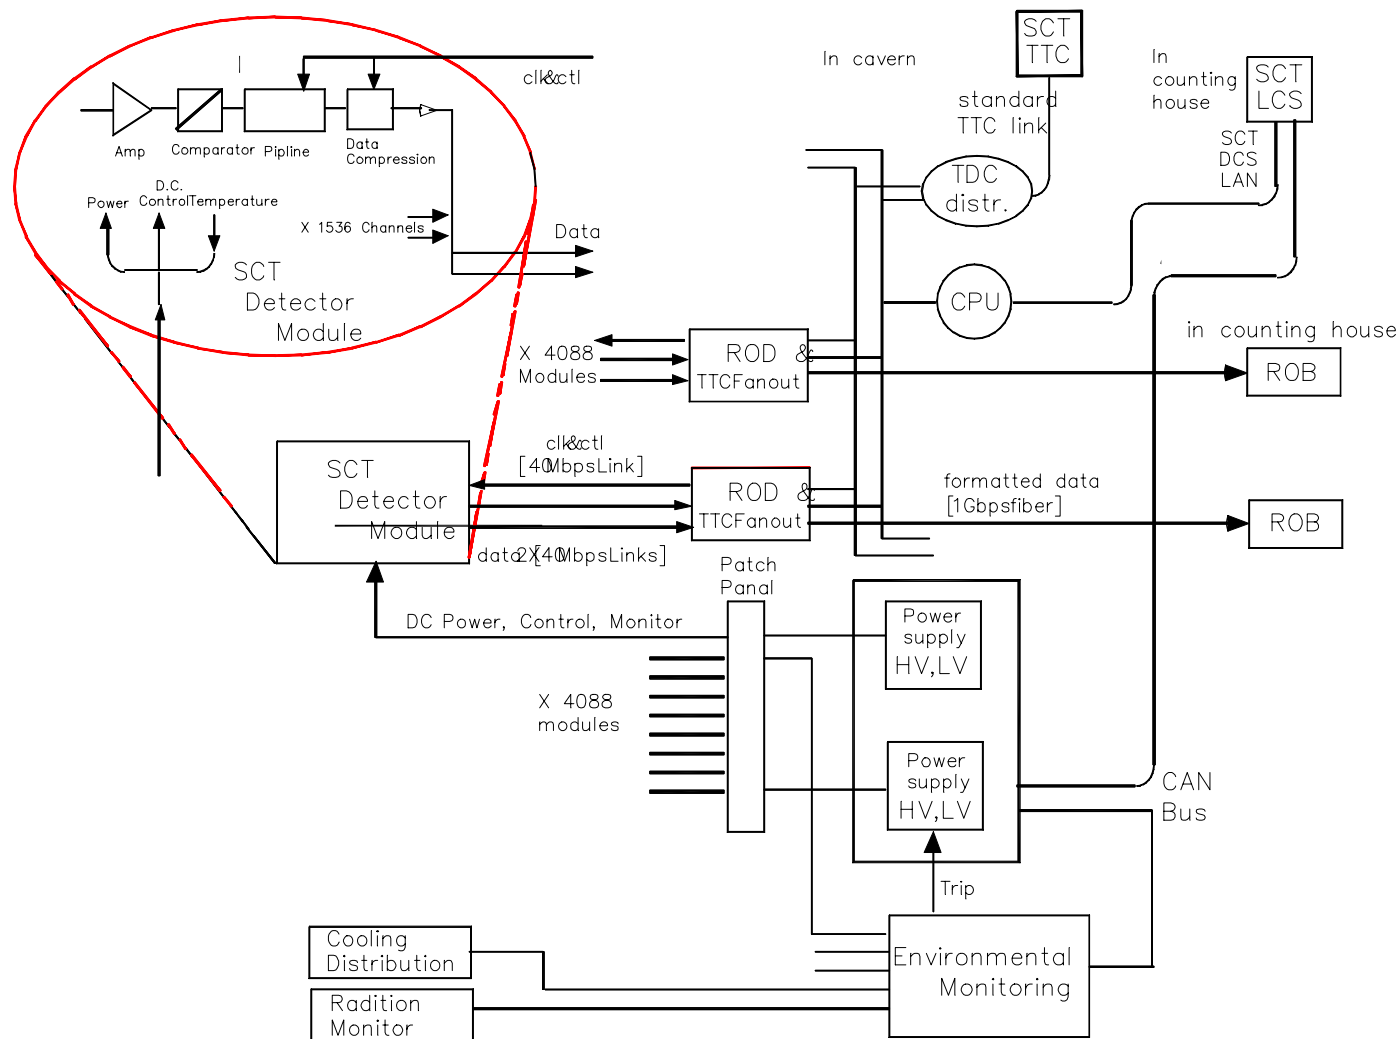 SCT
TTC
In cavern
In
counting
house
SCT
LCS
clk&ctl
standard
TTC link
Amp
Comparator
Pipline
Data
Compression
SCT
DCS
LAN
TDC
distr.
D.C.
Power
Control
Temperature
X 1536 Channels
Data
SCT
Detector
Module
CPU
in counting house
X 4088
Modules
ROD &
TTCFanout
ROB
clk&ctl
[40MbpsLink]
SCT
Detector
Module
ROD &
TTCFanout
formatted data
[1Gbpsfiber]
ROB
data 2X[40MbpsLinks]
Patch
Panal
DC Power, Control, Monitor
Power
supply
HV,LV
X 4088
modules
Power
supply
HV,LV
CAN
Bus
Trip
Cooling
Distribution
Environmental
Monitoring
Radition
Monitor